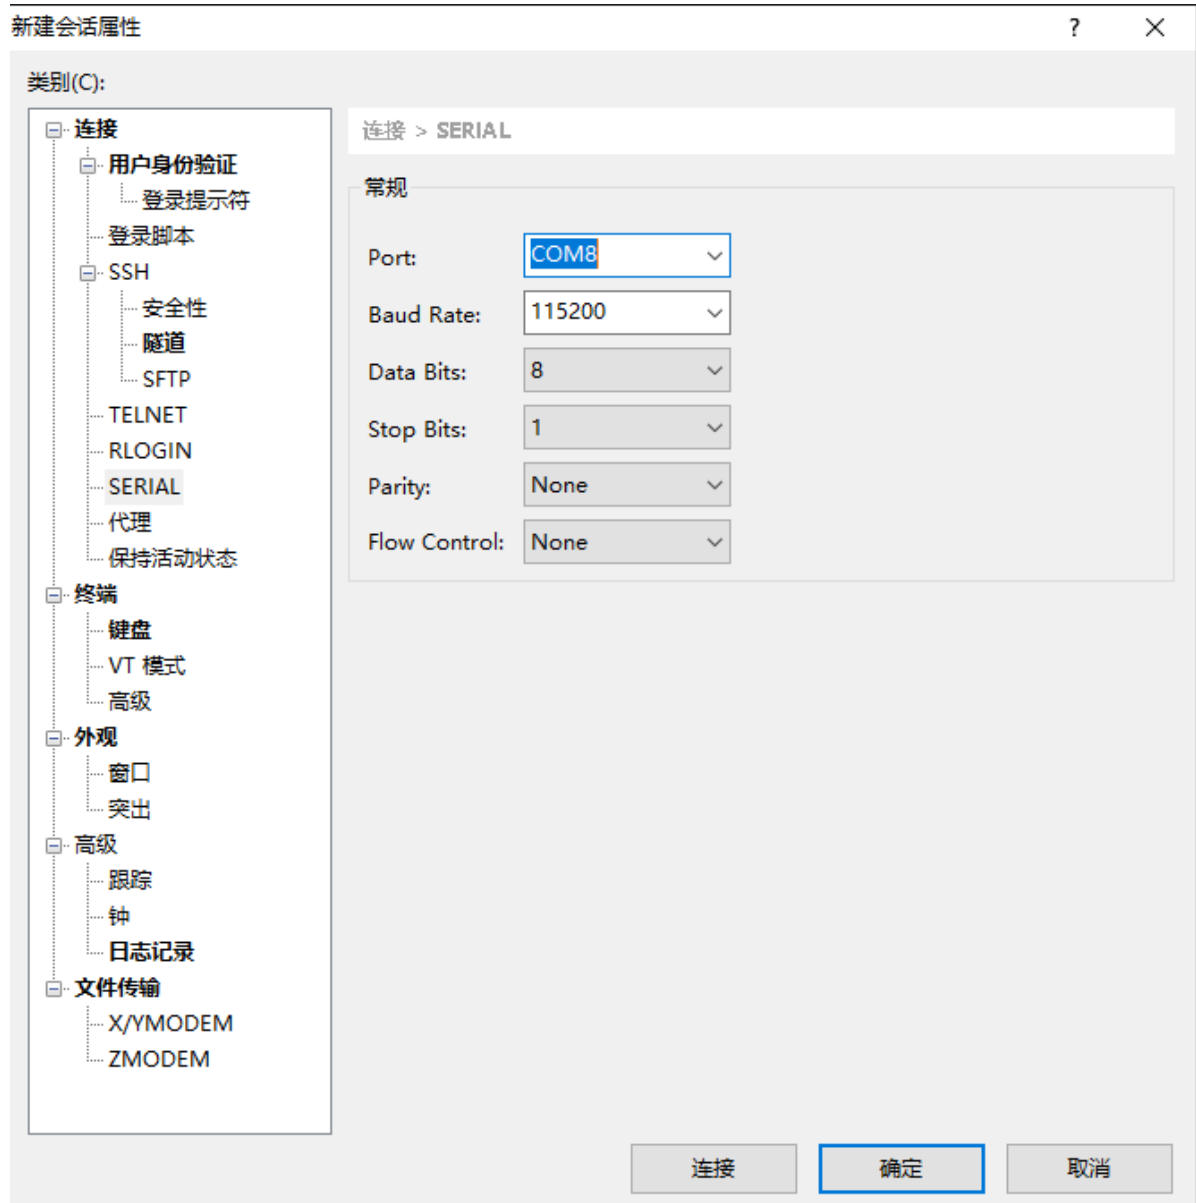 新建会话属性
?
类别(C):
连接
用户身份验证
登录提示符
登录脚本
SSH
安全性
隧道
SFTP
TELNET
RLOGIN
SERIAL
代理
保持活动状态
终端
键盘
VT 模式
高级
外观
窗口
突出
高级
跟踪
钟
日志记录
文件传输
X/YMODEM
ZMODEM
连接 > SERIAL
常规
Port: COM8
Baud Rate: 115200
Data Bits: 8
Stop Bits: 1
Parity: None
Flow Control: None
连接 确定 取消